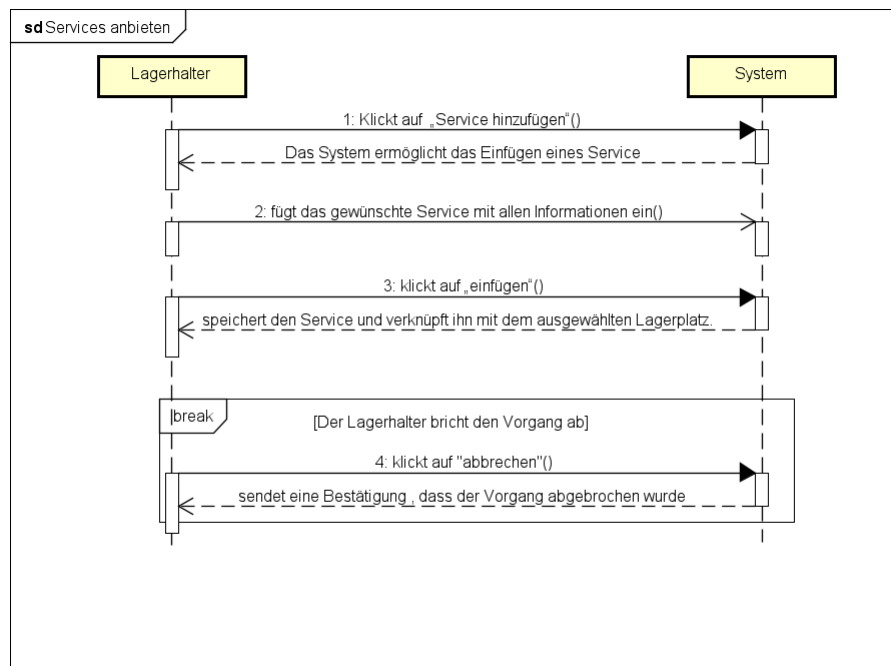 sd Services anbieten
Lagerhalter
System
1: Klickt auf „Service hinzufügen“()
Das System ermöglicht das Einfügen eines Service
2: fügt das gewünschte Service mit allen Informationen ein()
3: klickt auf „einfügen“()
speichert den Service und verknüpft ihn mit dem ausgewählten Lagerplatz.
break
[Der Lagerhalter bricht den Vorgang ab]
4: klickt auf "abbrechen"()
sendet eine Bestätigung , dass der Vorgang abgebrochen wurde